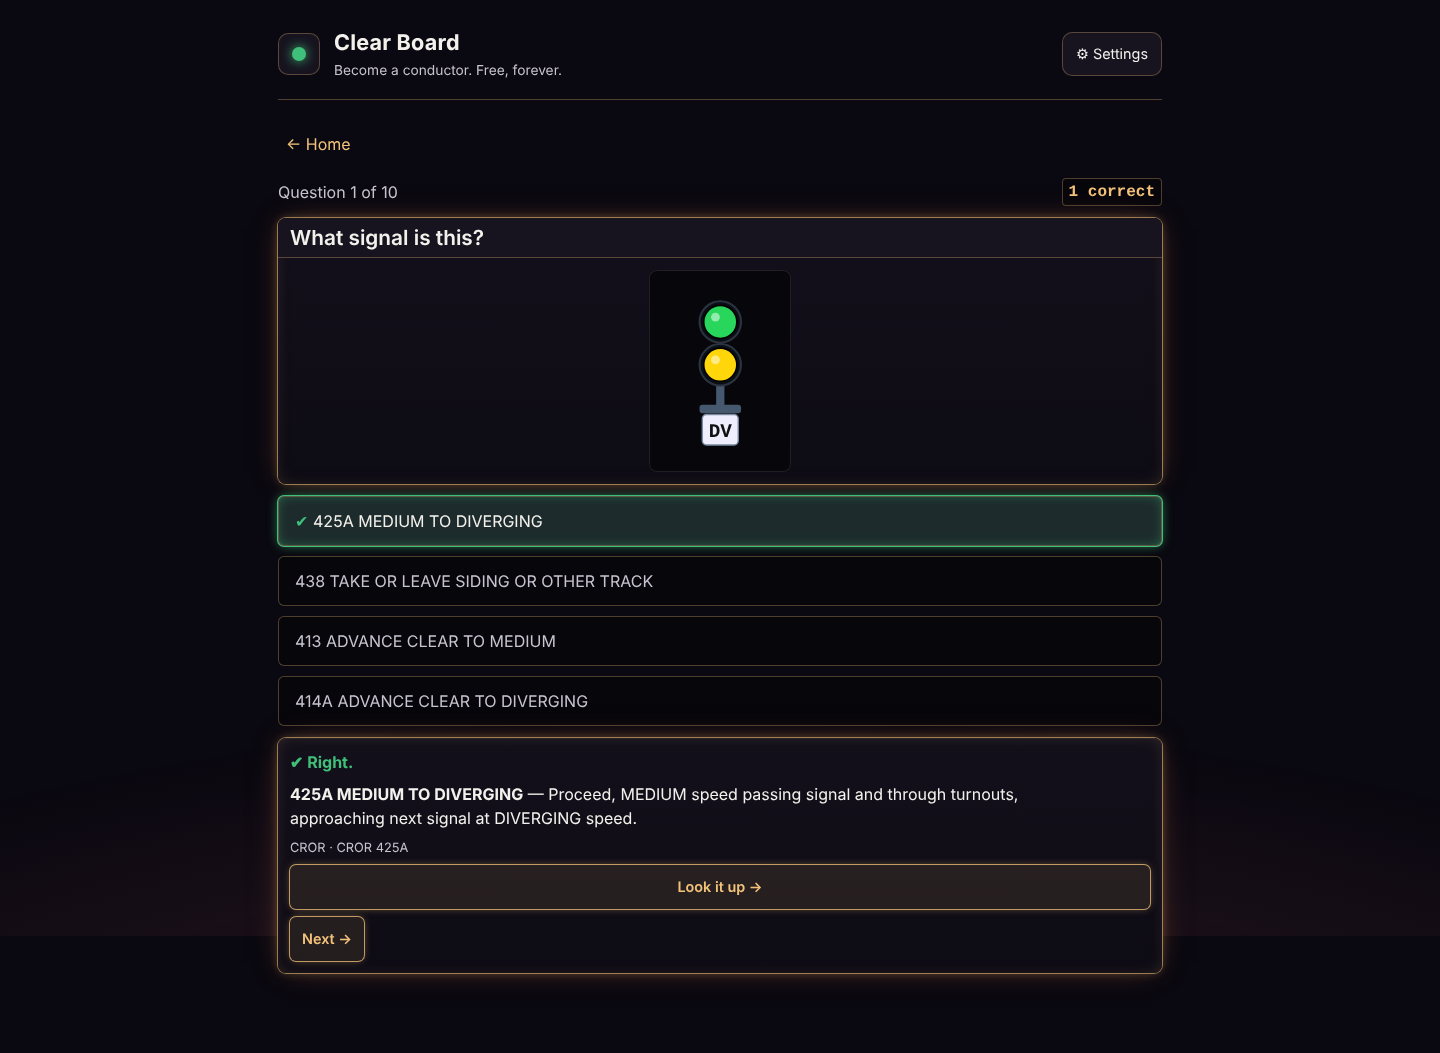 Clear Board
Become a conductor. Free, forever.
⚙ Settings
← Home
Question 1 of 10
1 correct
What signal is this?
DV
✔ 425A MEDIUM TO DIVERGING
438 TAKE OR LEAVE SIDING OR OTHER TRACK
413 ADVANCE CLEAR TO MEDIUM
414A ADVANCE CLEAR TO DIVERGING
✔ Right.
425A MEDIUM TO DIVERGING — Proceed, MEDIUM speed passing signal and through turnouts,
approaching next signal at DIVERGING speed.
CROR · CROR 425A
Look it up →
Next →